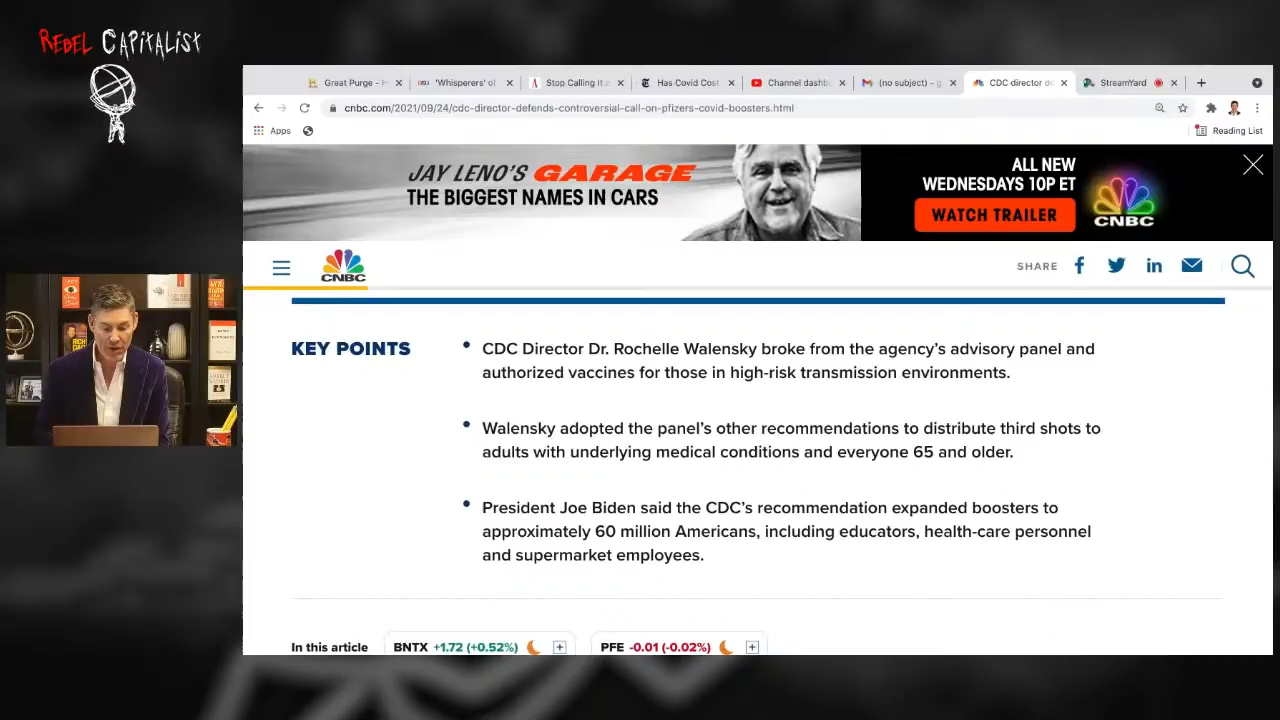 REBEL CAPITALIST
Great Purge - H
'Whisperers' of
Stop Calling It a
Has Covid Cost
Channel dashbo
(no subject) - g
CDC director de
StreamYard
cnbc.com/2021/09/24/cdc-director-defends-controversial-call-on-pfizers-covid-boosters.html
Apps
Reading List
JAY LENO'S GARAGE
THE BIGGEST NAMES IN CARS
ALL NEW
WEDNESDAYS 10P ET
WATCH TRAILER
CNBC
CNBC
SHARE
KEY POINTS
CDC Director Dr. Rochelle Walensky broke from the agency's advisory panel and
authorized vaccines for those in high-risk transmission environments.
Walensky adopted the panel's other recommendations to distribute third shots to
adults with underlying medical conditions and everyone 65 and older.
President Joe Biden said the CDC's recommendation expanded boosters to
approximately 60 million Americans, including educators, health-care personnel
and supermarket employees.
In this article
BNTX +1.72 (+0.52%)
PFE -0.01 (-0.02%)